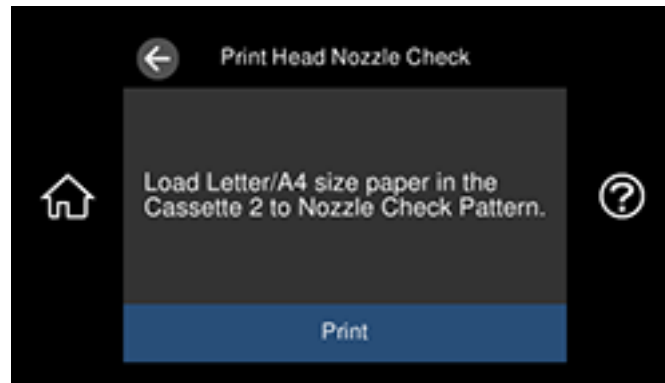 Print Head Nozzle Check
Load Letter/A4 size paper in the
Cassette 2 to Nozzle Check Pattern.
?
Print